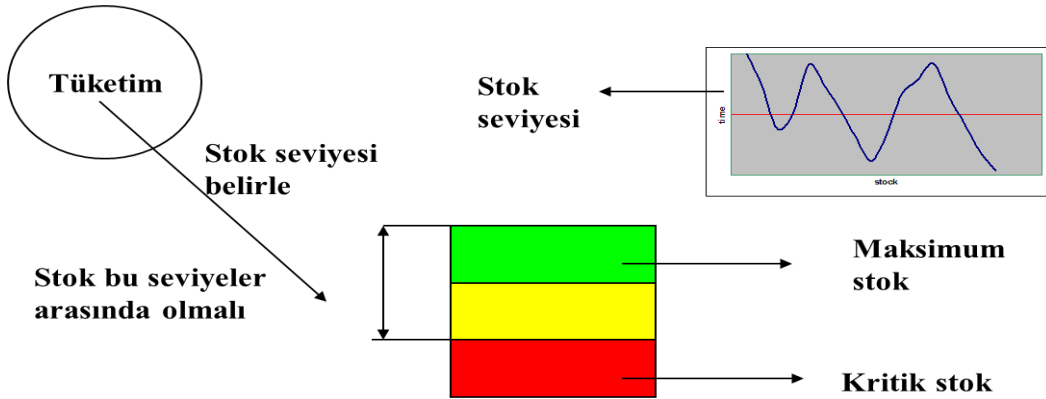 Tüketim
Stok seviyesi
belirle
Stok
seviyesi
time
stock
Stok bu seviyeler
arasında olmalı
Maksimum
stok
Kritik stok